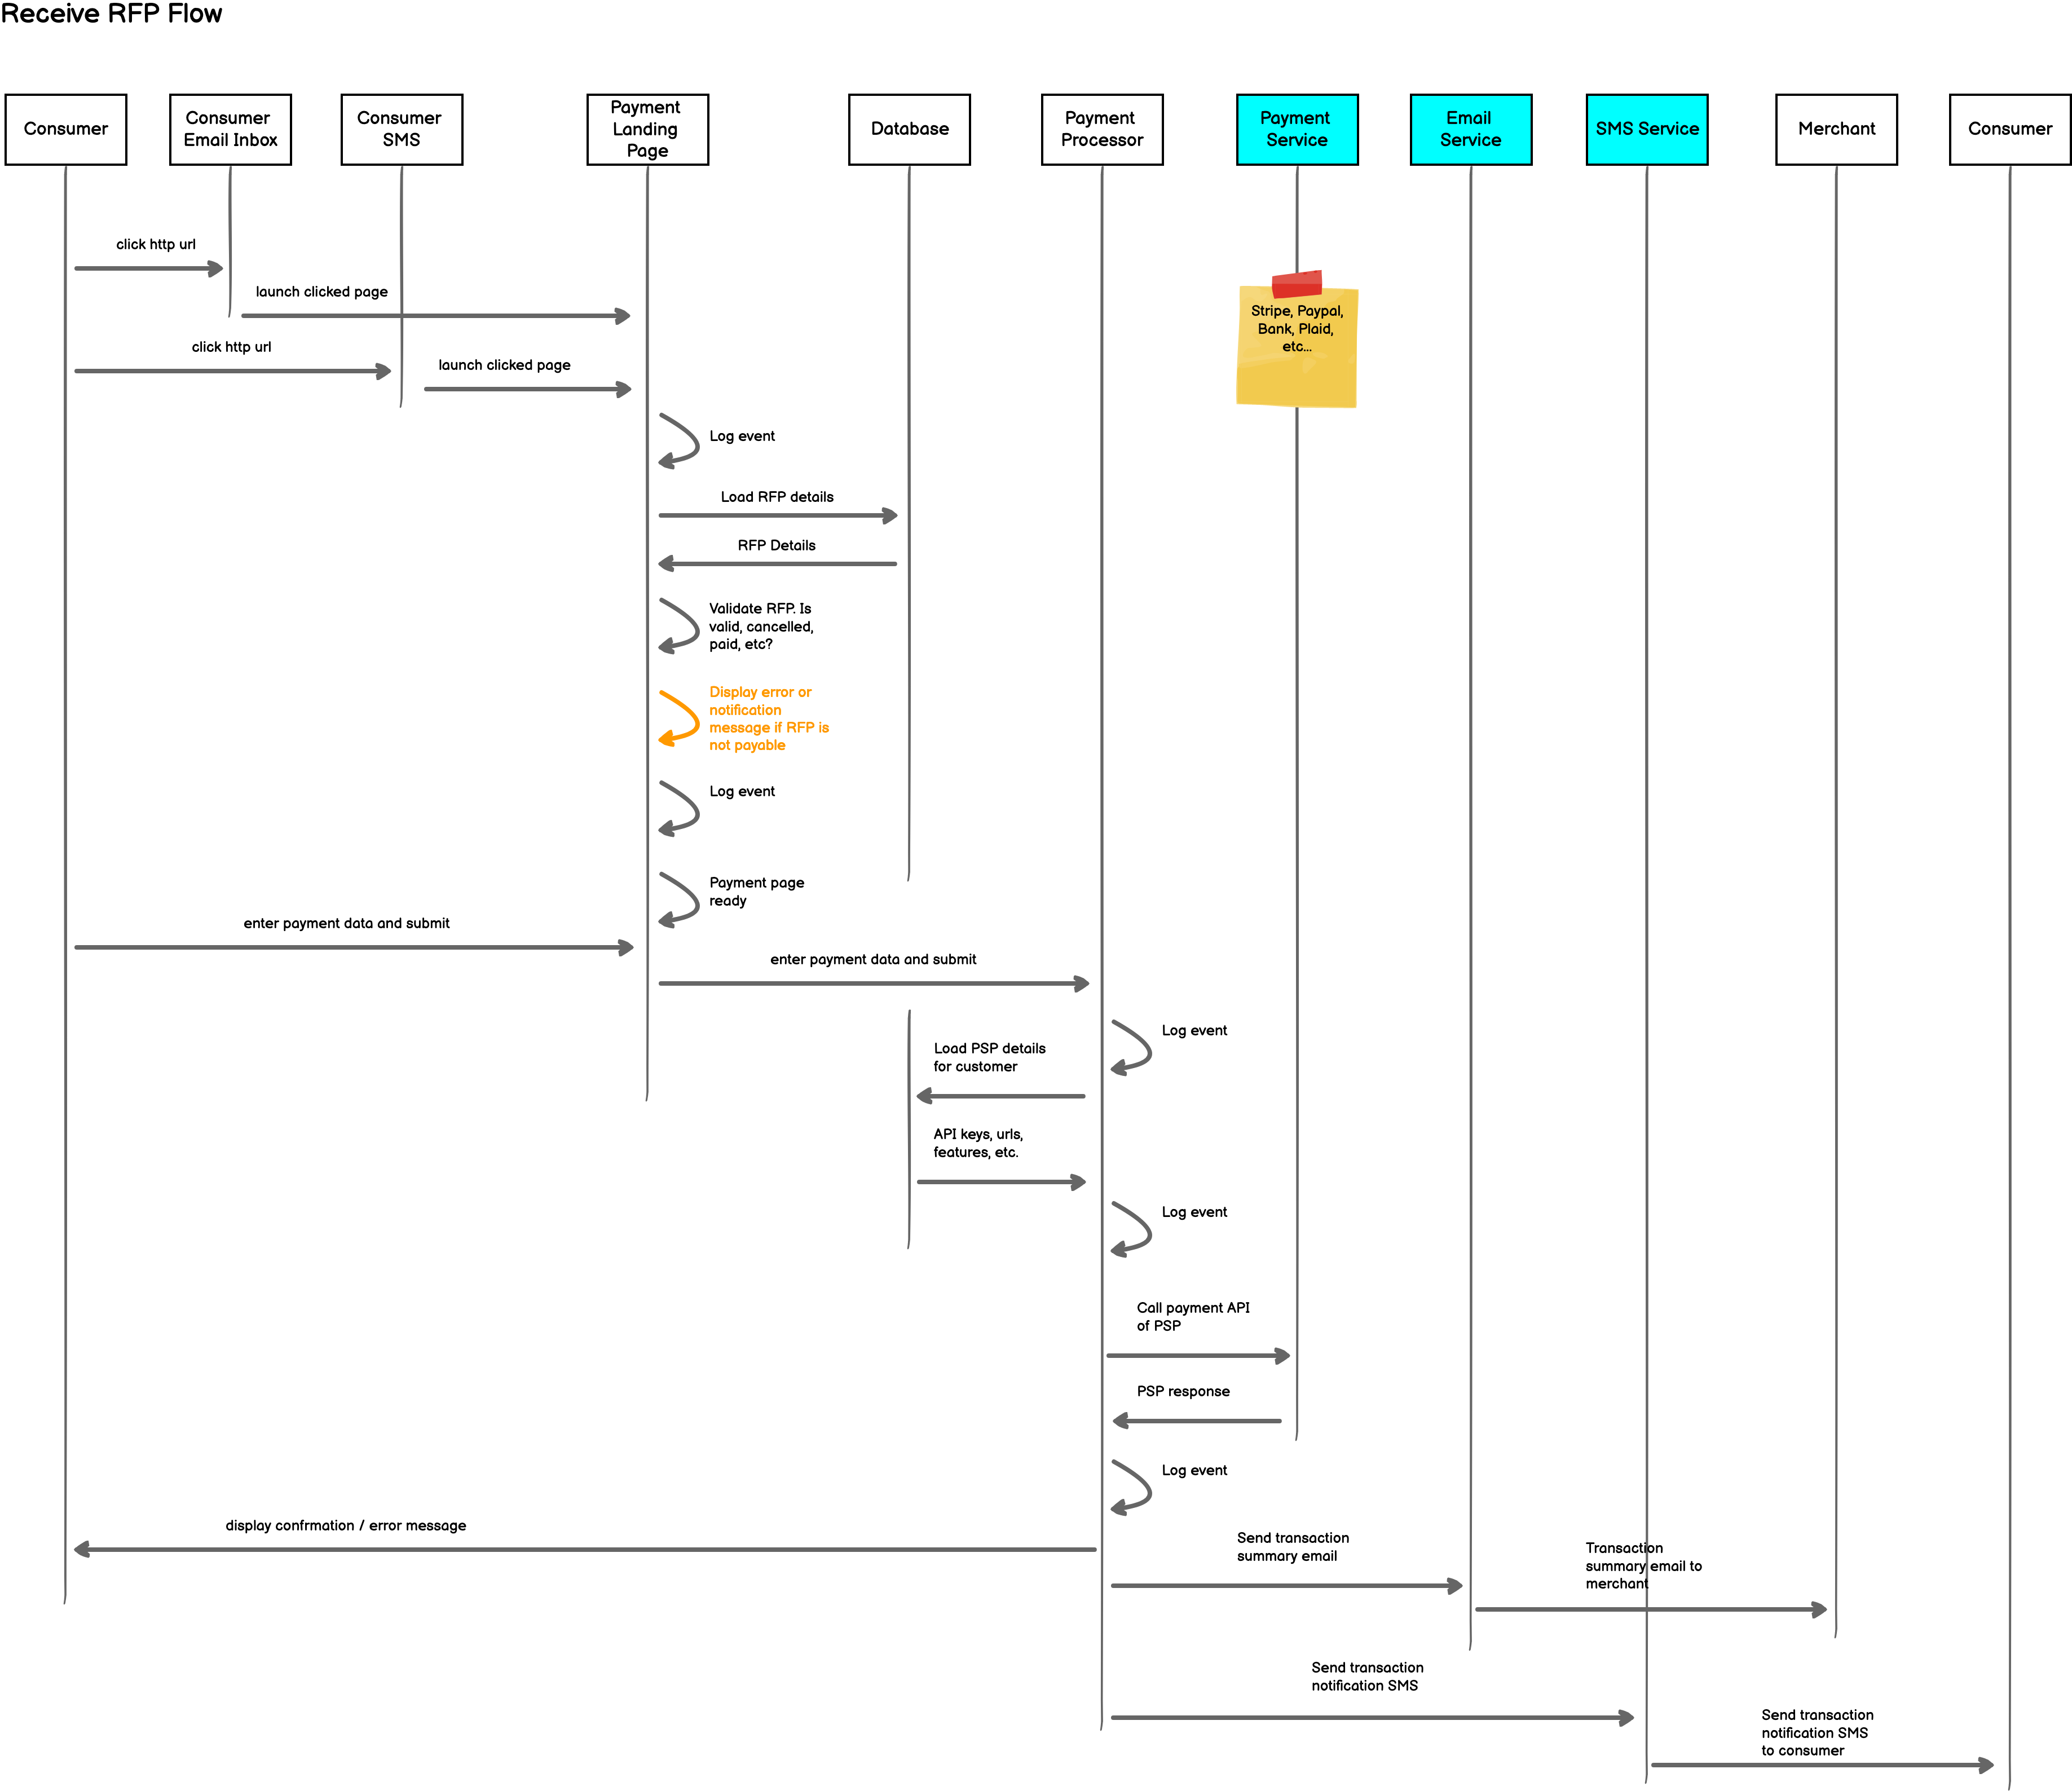 Receive RFP Flow
Consumer
Consumer
Email Inbox
Consumer
SMS
Payment
Landing
Page
Database
Payment
Processor
Payment
Service
Email
Service
SMS Service
Merchant
Consumer
click http url
launch clicked page
Stripe, Paypal,
Bank, Plaid,
etc...
click http url
launch clicked page
Log event
Load RFP details
RFP Details
Validate RFP. Is
valid, cancelled,
paid, etc?
Display error or
notification
message if RFP is
not payable
Log event
Payment page
ready
enter payment data and submit
enter payment data and submit
Log event
Load PSP details
for customer
API keys, urls,
features, etc.
Log event
Call payment API
of PSP
PSP response
Log event
display confrmation / error message
Send transaction
summary email
Transaction
summary email to
merchant
Send transaction
notification SMS
Send transaction
notification SMS
to consumer